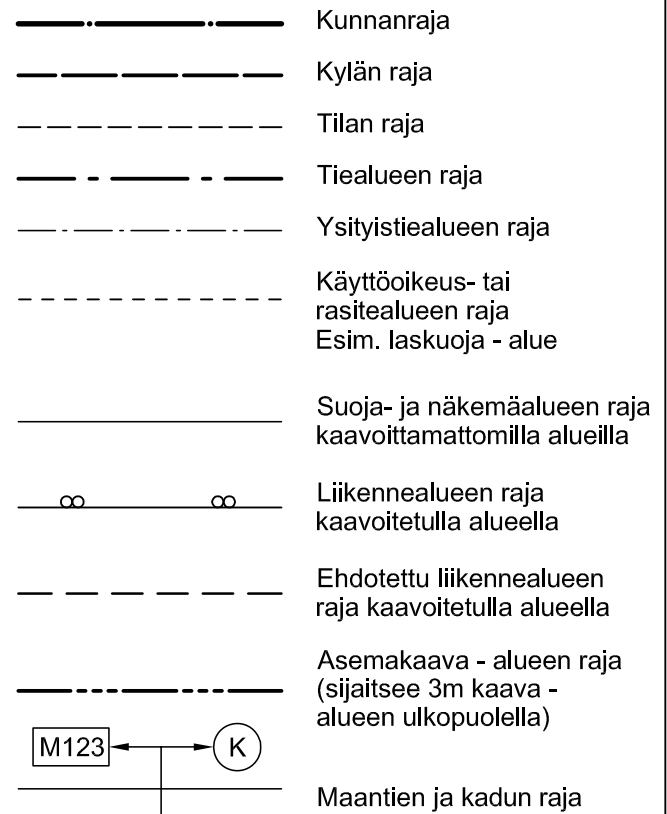 Kunnanraja
Kylän raja
Tilan raja
Tiealueen raja
Ysityistiealueen raja
Käyttöoikeus- tai
rasitealueen raja
Esim. laskuoja - alue
Suoja- ja näkemäalueen raja
kaavoittamattomilla alueilla
Liikennealueen raja
kaavoitetulla alueella
Ehdotettu liikennealueen
raja kaavoitetulla alueella
Asemakaava - alueen raja
(sijaitsee 3m kaava -
alueen ulkopuolella)
M123 K
Maantien ja kadun raja